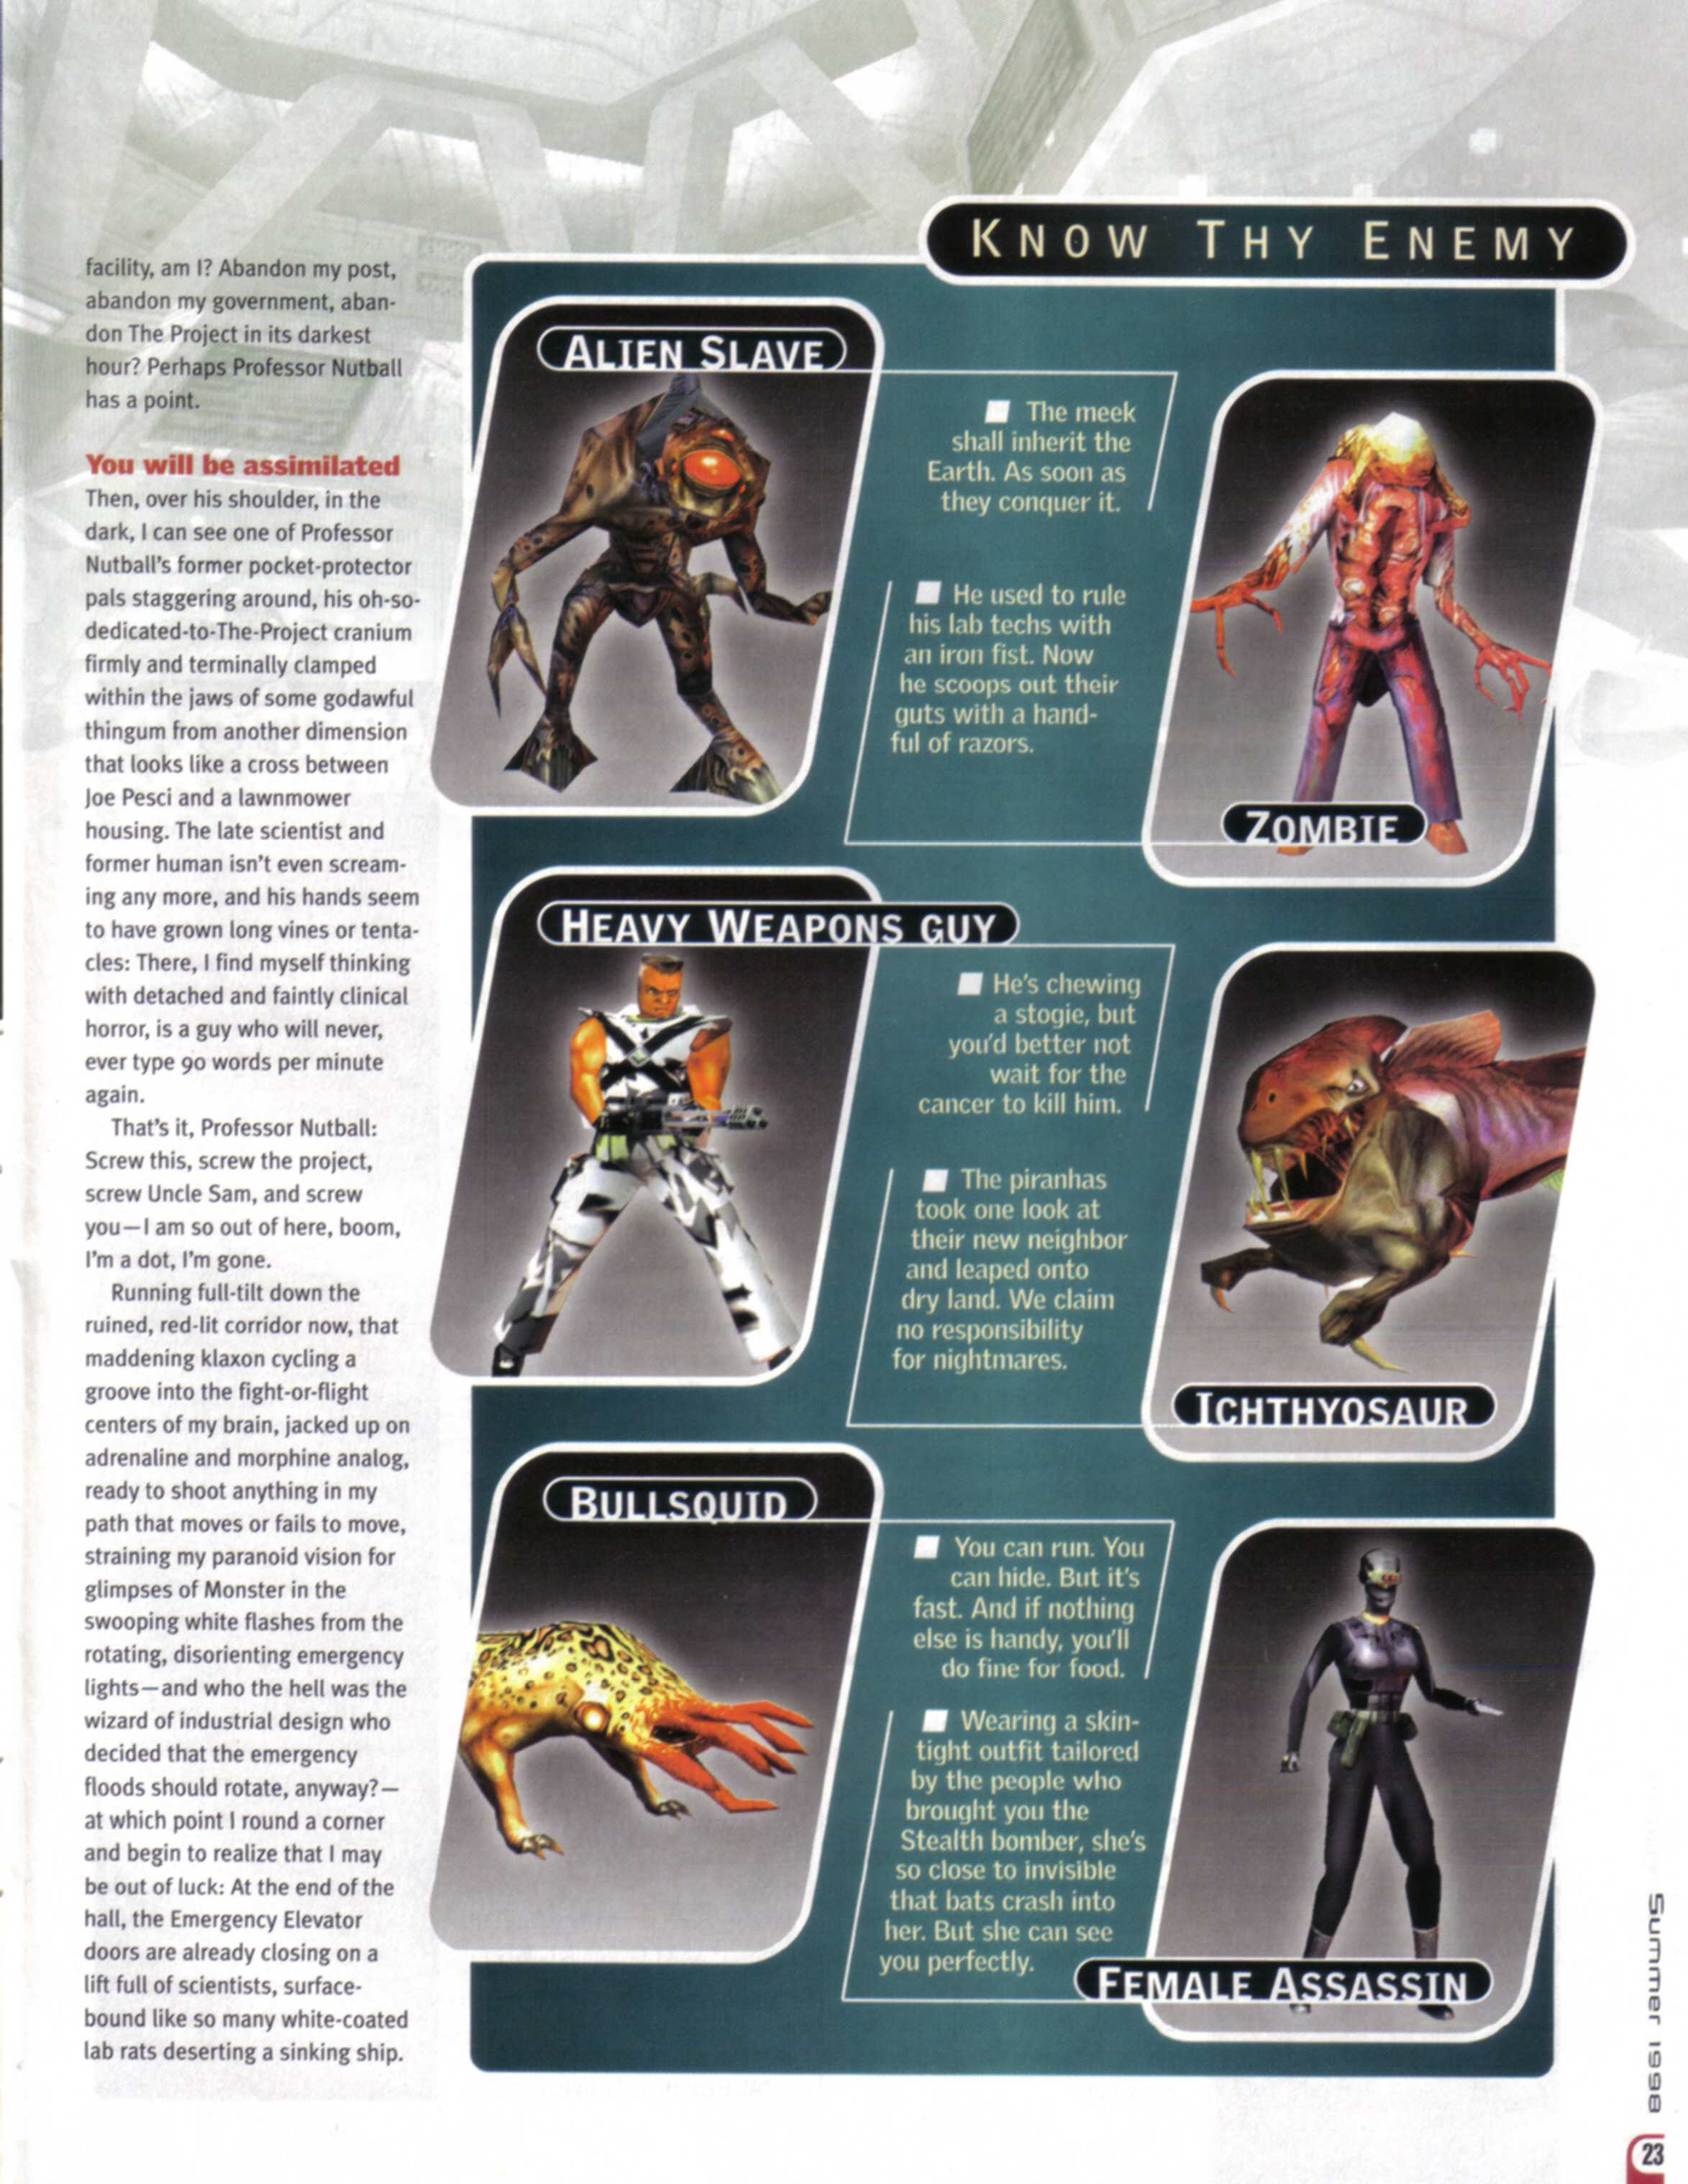 facility, am I? Abandon my post,
abandon my government, aban-
don The Project in its darkest
hour? Perhaps Professor Nutball
has a point.
You will be assimilated
Then, over his shoulder, in the
dark, I can see one of Professor
Nutball's former pocket-protector
pals staggering around, his oh-so-
dedicated-to-The-Project cranium
firmly and terminally clamped
within the jaws of some godawful
thingum from another dimension
that looks like a cross between
Joe Pesci and a lawnmower
housing. The late scientist and
former human isn't even scream-
ing any more, and his hands seem
to have grown long vines or tenta-
cles: There, I find myself thinking
with detached and faintly clinical
horror, is a guy who will never,
ever type 90 words per minute
again.
That's it, Professor Nutball:
Screw this, screw the project,
screw Uncle Sam, and screw
you—I am so out of here, boom,
I'm a dot, I'm gone.
Running full-tilt down the
ruined, red-lit corridor now, that
maddening klaxon cycling a
groove into the fight-or-flight
centers of my brain, jacked up on
adrenaline and morphine analog,
ready to shoot anything in my
path that moves or fails to move,
straining my paranoid vision for
glimpses of Monster in the
swooping white flashes from the
rotating, disorienting emergency
lights—and who the hell was the
wizard of industrial design who
decided that the emergency
floods should rotate, anyway?—
at which point I round a corner
and begin to realize that I may
be out of luck: At the end of the
hall, the Emergency Elevator
doors are already closing on a
lift full of scientists, surface-
bound like so many white-coated
lab rats deserting a sinking ship.
KNOW THY ENEMY
ALIEN SLAVE
The meek
shall inherit the
Earth. As soon as
they conquer it.
He used to rule
his lab techs with
an iron fist. Now
he scoops out their
guts with a hand-
ful of razors.
ZOMBIE
HEAVY WEAPONS GUY
He's chewing
a stogie, but
you'd better not
wait for the
cancer to kill him.
The piranhas
took one look at
their new neighbor
and leaped onto
dry land. We claim
no responsibility
for nightmares.
ICHTHYOSAUR
BULLSQUID
You can run. You
can hide. But it's
fast. And if nothing
else is handy, you'll
do fine for food.
Wearing a skin-
tight outfit tailored
by the people who
brought you the
Stealth bomber, she's
so close to invisible
that bats crash into
her. But she can see
you perfectly.
FEMALE ASSASSIN
Summer 1998
23